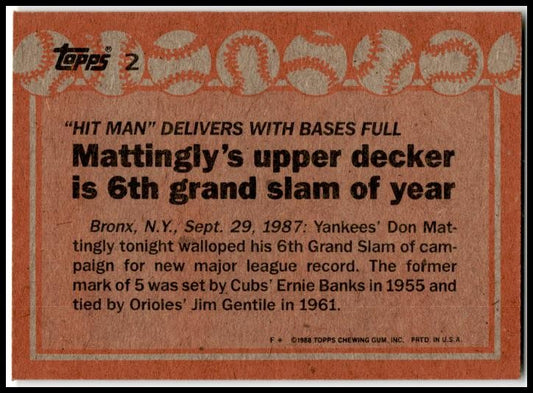 topps® 2
"HIT MAN" DELIVERS WITH BASES FULL
Mattingly's upper decker
is 6th grand slam of year
Bronx, N.Y., Sept. 29, 1987: Yankees' Don Mat-
tingly tonight walloped his 6th Grand Slam of cam-
paign for new major league record. The former
mark of 5 was set by Cubs' Ernie Banks in 1955 and
tied by Orioles' Jim Gentile in 1961.
F * ©1988 TOPPS CHEWING GUM, INC. PRTD. IN U.S.A.